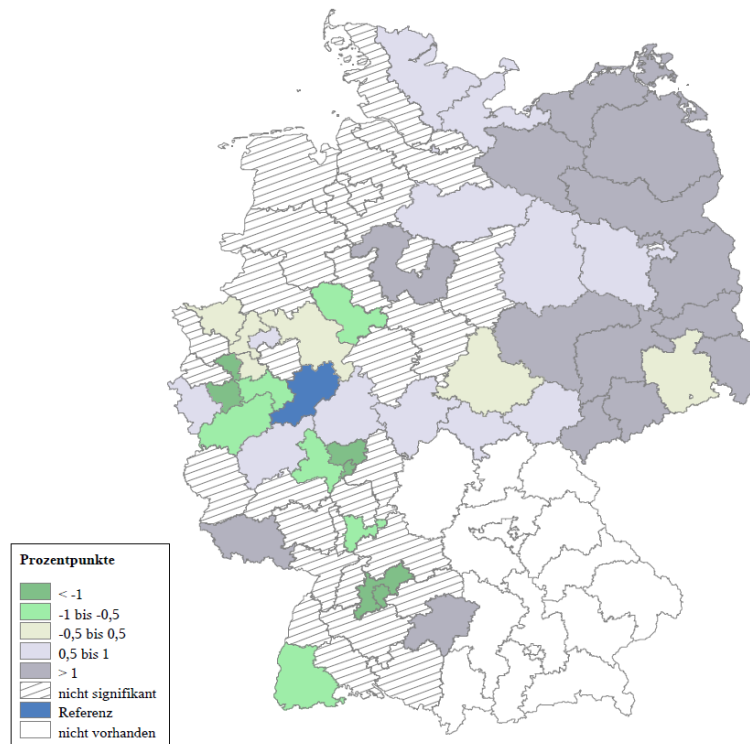 Prozentpunkte
< -1
-1 bis -0,5
-0,5 bis 0,5
0,5 bis 1
> 1
nicht signifikant
Referenz
nicht vorhanden